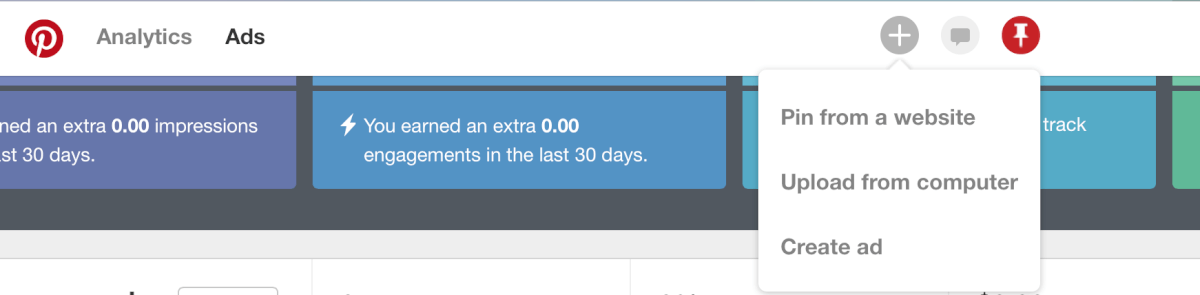 Analytics Ads
ned an extra 0.00 impressions
st 30 days.
You earned an extra 0.00
engagements in the last 30 days.
track
Pin from a website
Upload from computer
Create ad